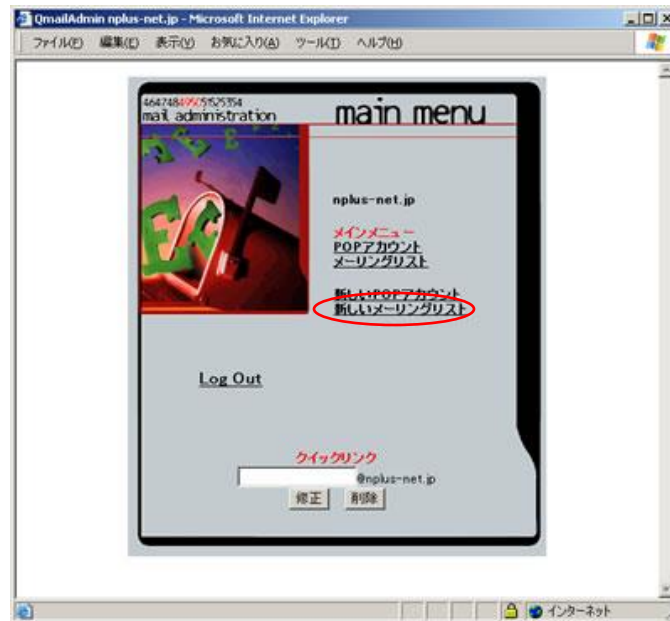 QmailAdmin nplus-net.jp - Microsoft Internet Explorer
ファイル(F) 編集(E) 表示(V) お気に入り(A) ツール(T) ヘルプ(H)
464748495051525354
mail administration
main menu
nplus-net.jp
メインメニュー
POPアカウント
メーリングリスト
新しいPOPアカウント
新しいメーリングリスト
Log Out
クイックリンク
@nplus-net.jp
修正 削除
インターネット